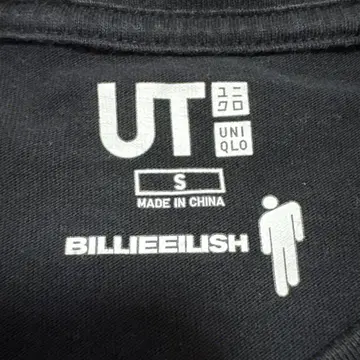 UT
ユニ
クロ
UNI
QLO
S
MADE IN CHINA
BILLIEEILISH